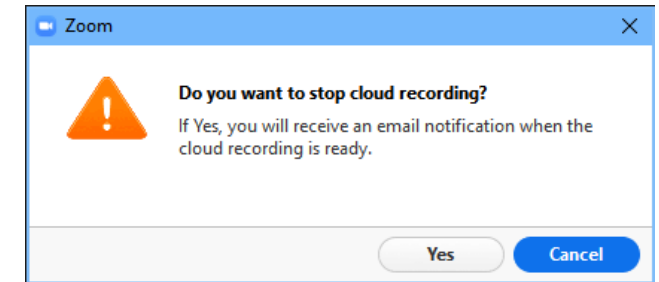 Zoom
Do you want to stop cloud recording?
If Yes, you will receive an email notification when the
cloud recording is ready.
Yes
Cancel